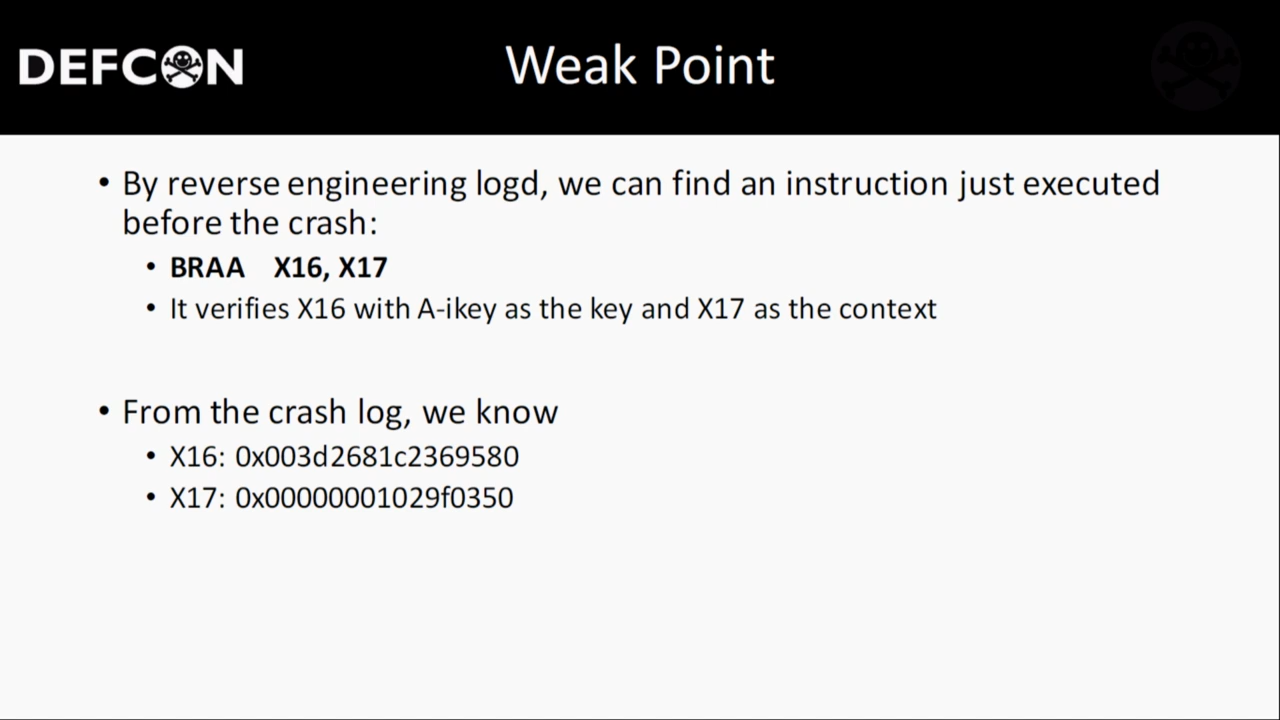 DEFCON
Weak Point
• By reverse engineering logd, we can find an instruction just executed
before the crash:
• BRAA X16, X17
• It verifies X16 with A-ikey as the key and X17 as the context
• From the crash log, we know
• X16: 0x003d2681c2369580
• X17: 0x00000001029f0350